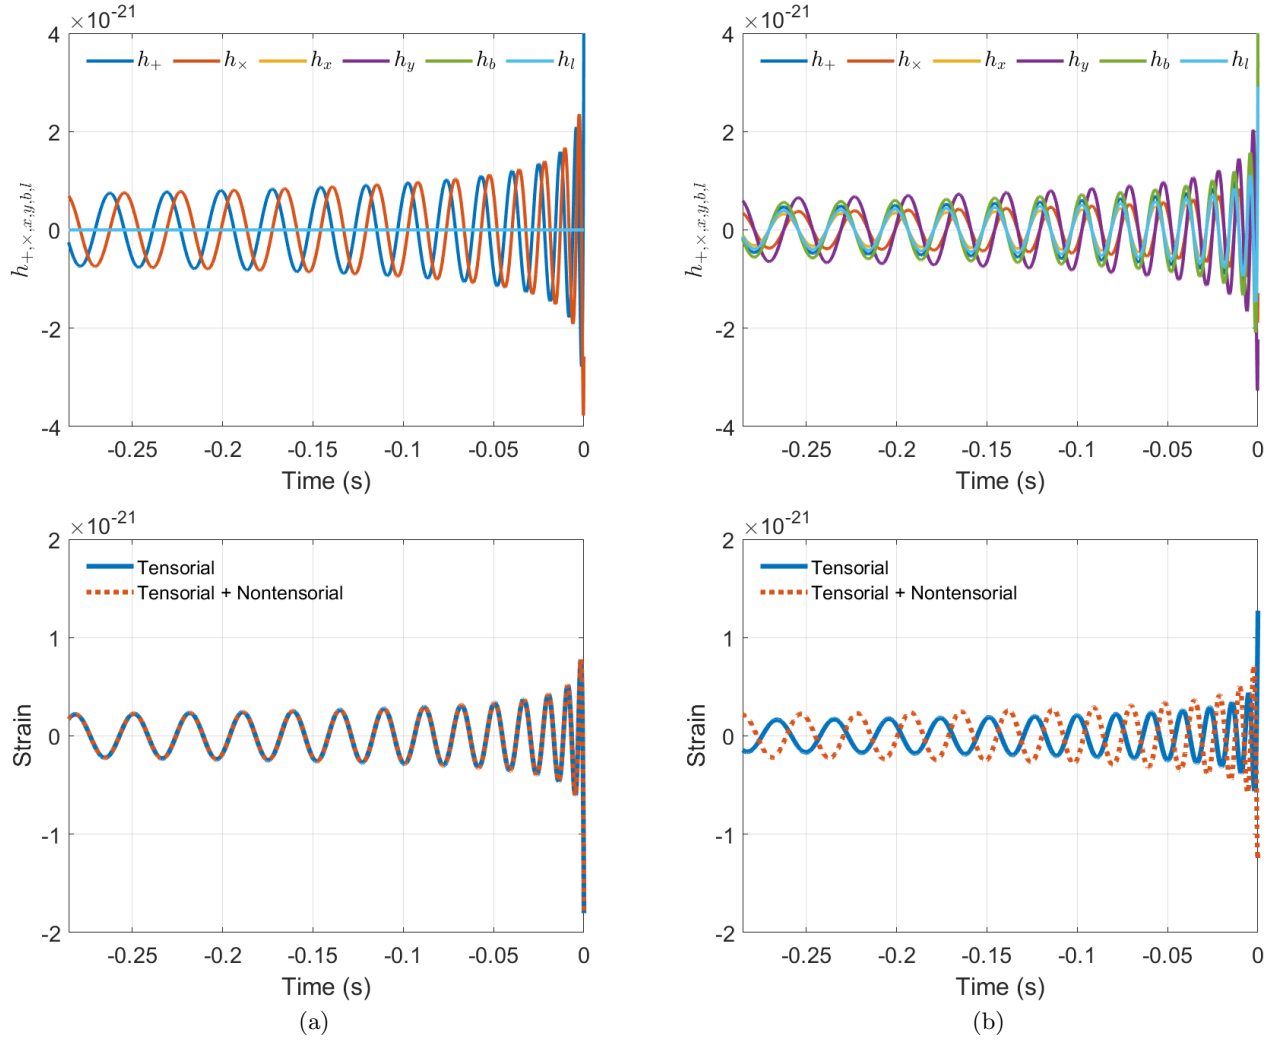 ×10⁻²¹
h₊ hₓ hₓ h_y h_b h_l
4
2
0
-2
-4
h₊,ₓ,ₓ,y,b,l
-0.25 -0.2 -0.15 -0.1 -0.05 0
Time (s)
×10⁻²¹
h₊ h× hₓ h_y h_b h_l
4
2
0
-2
-4
h₊,×,x,y,b,l
-0.25 -0.2 -0.15 -0.1 -0.05 0
Time (s)
×10⁻²¹
Tensorial
Tensorial + Nontensorial
2
1
0
-1
-2
Strain
-0.25 -0.2 -0.15 -0.1 -0.05 0
Time (s)
(a)
×10⁻²¹
Tensorial
Tensorial + Nontensorial
2
1
0
-1
-2
Strain
-0.25 -0.2 -0.15 -0.1 -0.05 0
Time (s)
(b)